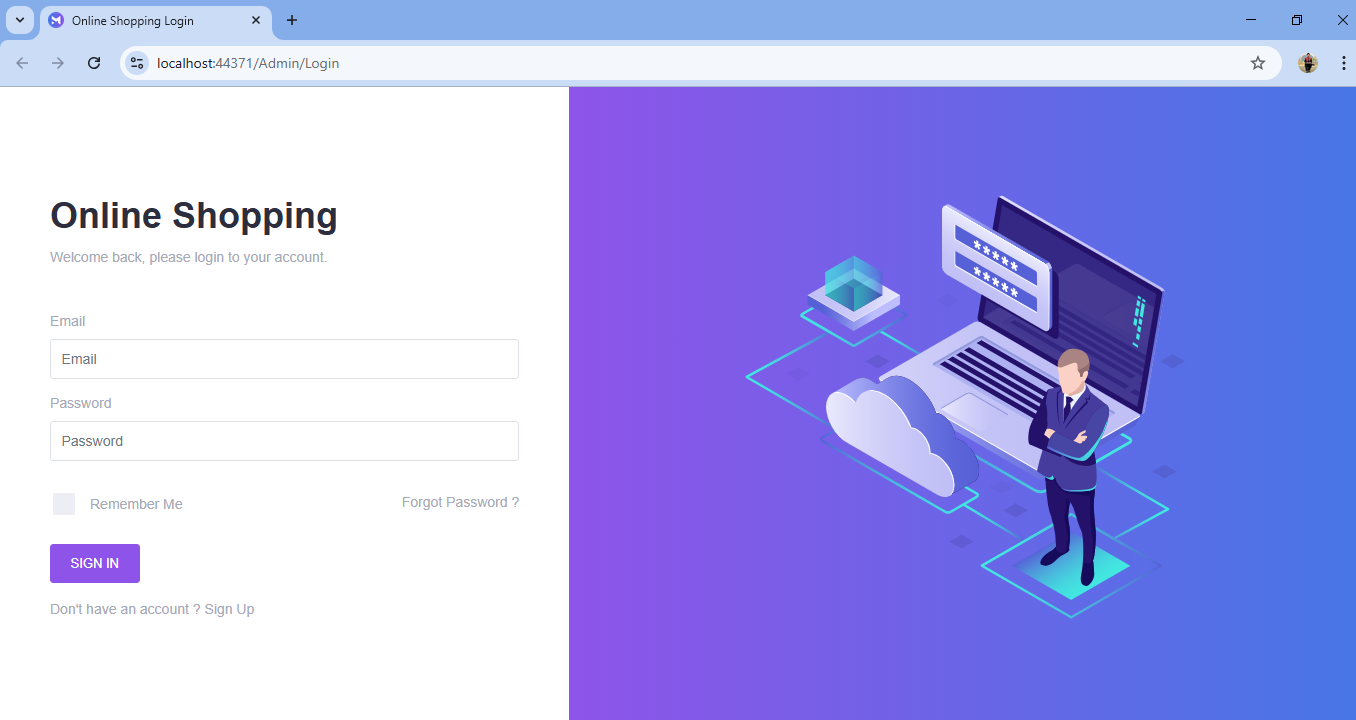 Online Shopping Login
localhost:44371/Admin/Login
Online Shopping
Welcome back, please login to your account.
Email
Email
Password
Password
Remember Me
Forgot Password ?
SIGN IN
Don't have an account ? Sign Up
*****
*****